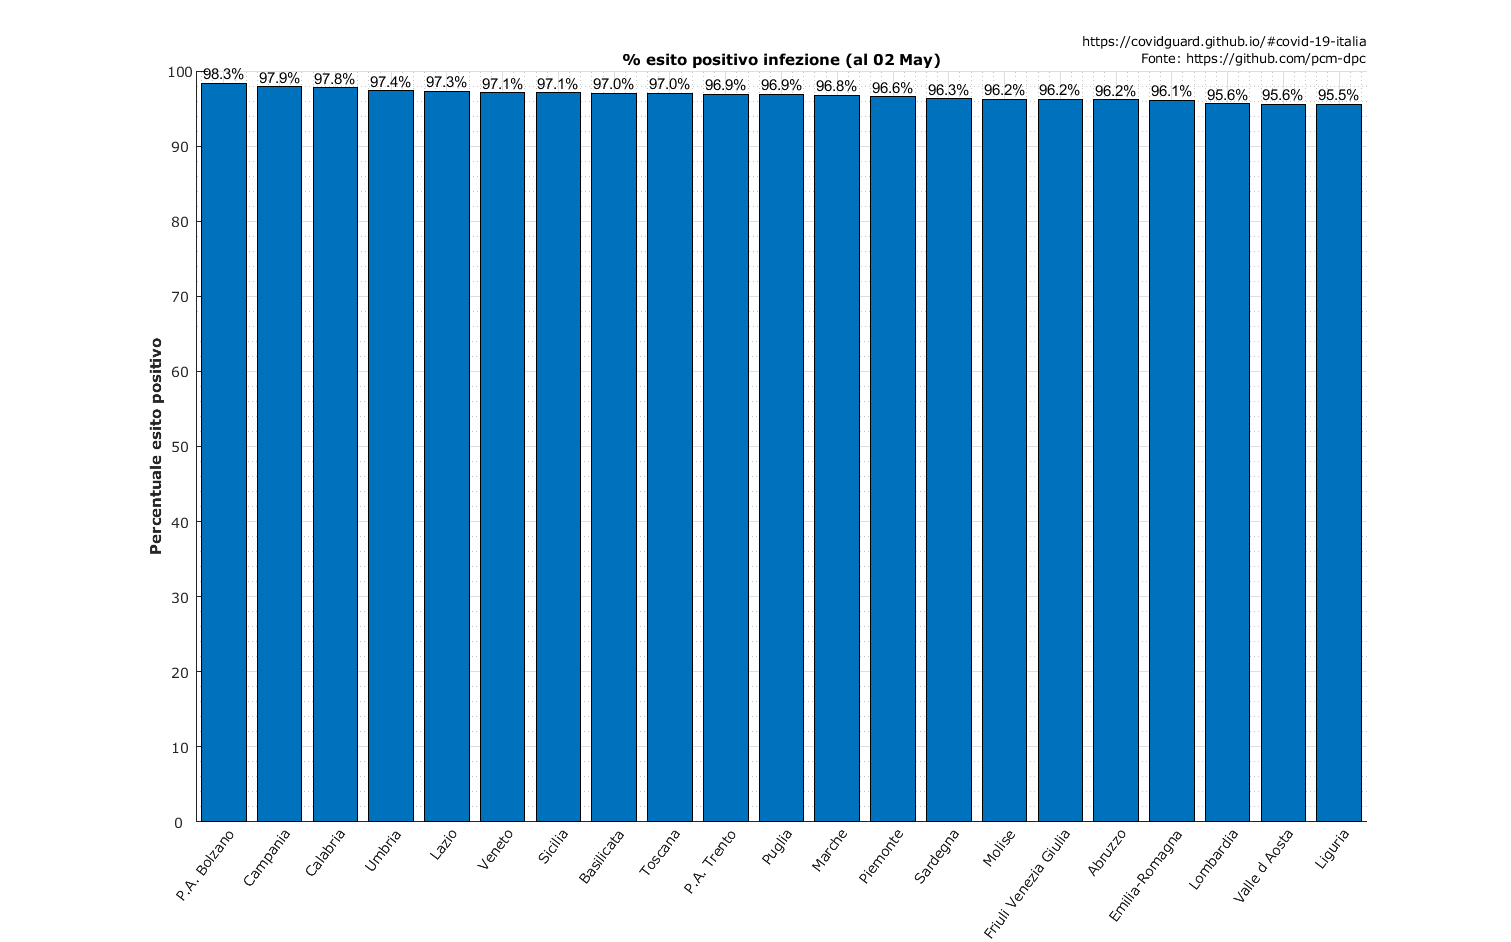 https://covidguard.github.io/#covid-19-italia
Fonte: https://github.com/pcm-dpc
% esito positivo infezione (al 02 May)
Percentuale esito positivo
100
90
80
70
60
50
40
30
20
10
0
98.3%
97.9%
97.8%
97.4%
97.3%
97.1%
97.1%
97.0%
97.0%
96.9%
96.9%
96.8%
96.6%
96.3%
96.2%
96.2%
96.2%
96.1%
95.6%
95.6%
95.5%
P.A. Bolzano
Campania
Calabria
Umbria
Lazio
Veneto
Sicilia
Basilicata
Toscana
P.A. Trento
Puglia
Marche
Piemonte
Sardegna
Molise
Friuli Venezia Giulia
Abruzzo
Emilia-Romagna
Lombardia
Valle d Aosta
Liguria